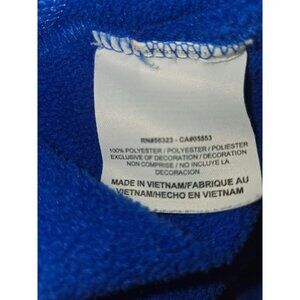 RN#56323 - CA#05553
100% POLYESTER / POLYESTER / POLIESTER
EXCLUSIVE OF DECORATION / DECORATION
NON COMPRISE / NO INCLUYE LA
DECORACION
MADE IN VIETNAM/FABRIQUE AU
VIETNAM/HECHO EN VIETNAM